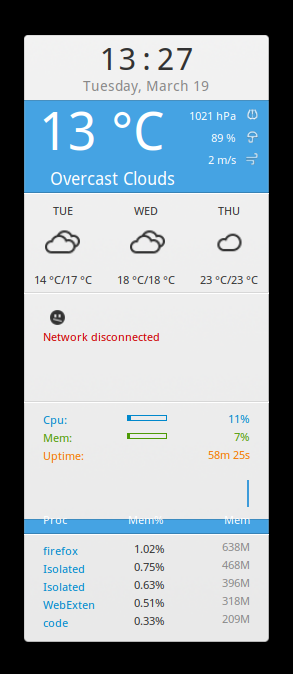 13:27
Tuesday, March 19
13 °C
1021 hPa
89 %
2 m/s
Overcast Clouds
TUE WED THU
14 °C/17 °C 18 °C/18 °C 23 °C/23 °C
Network disconnected
Cpu: 11%
Mem: 7%
Uptime: 58m 25s
Proc Mem% Mem
firefox 1.02% 638M
Isolated 0.75% 468M
Isolated 0.63% 396M
WebExten 0.51% 318M
code 0.33% 209M